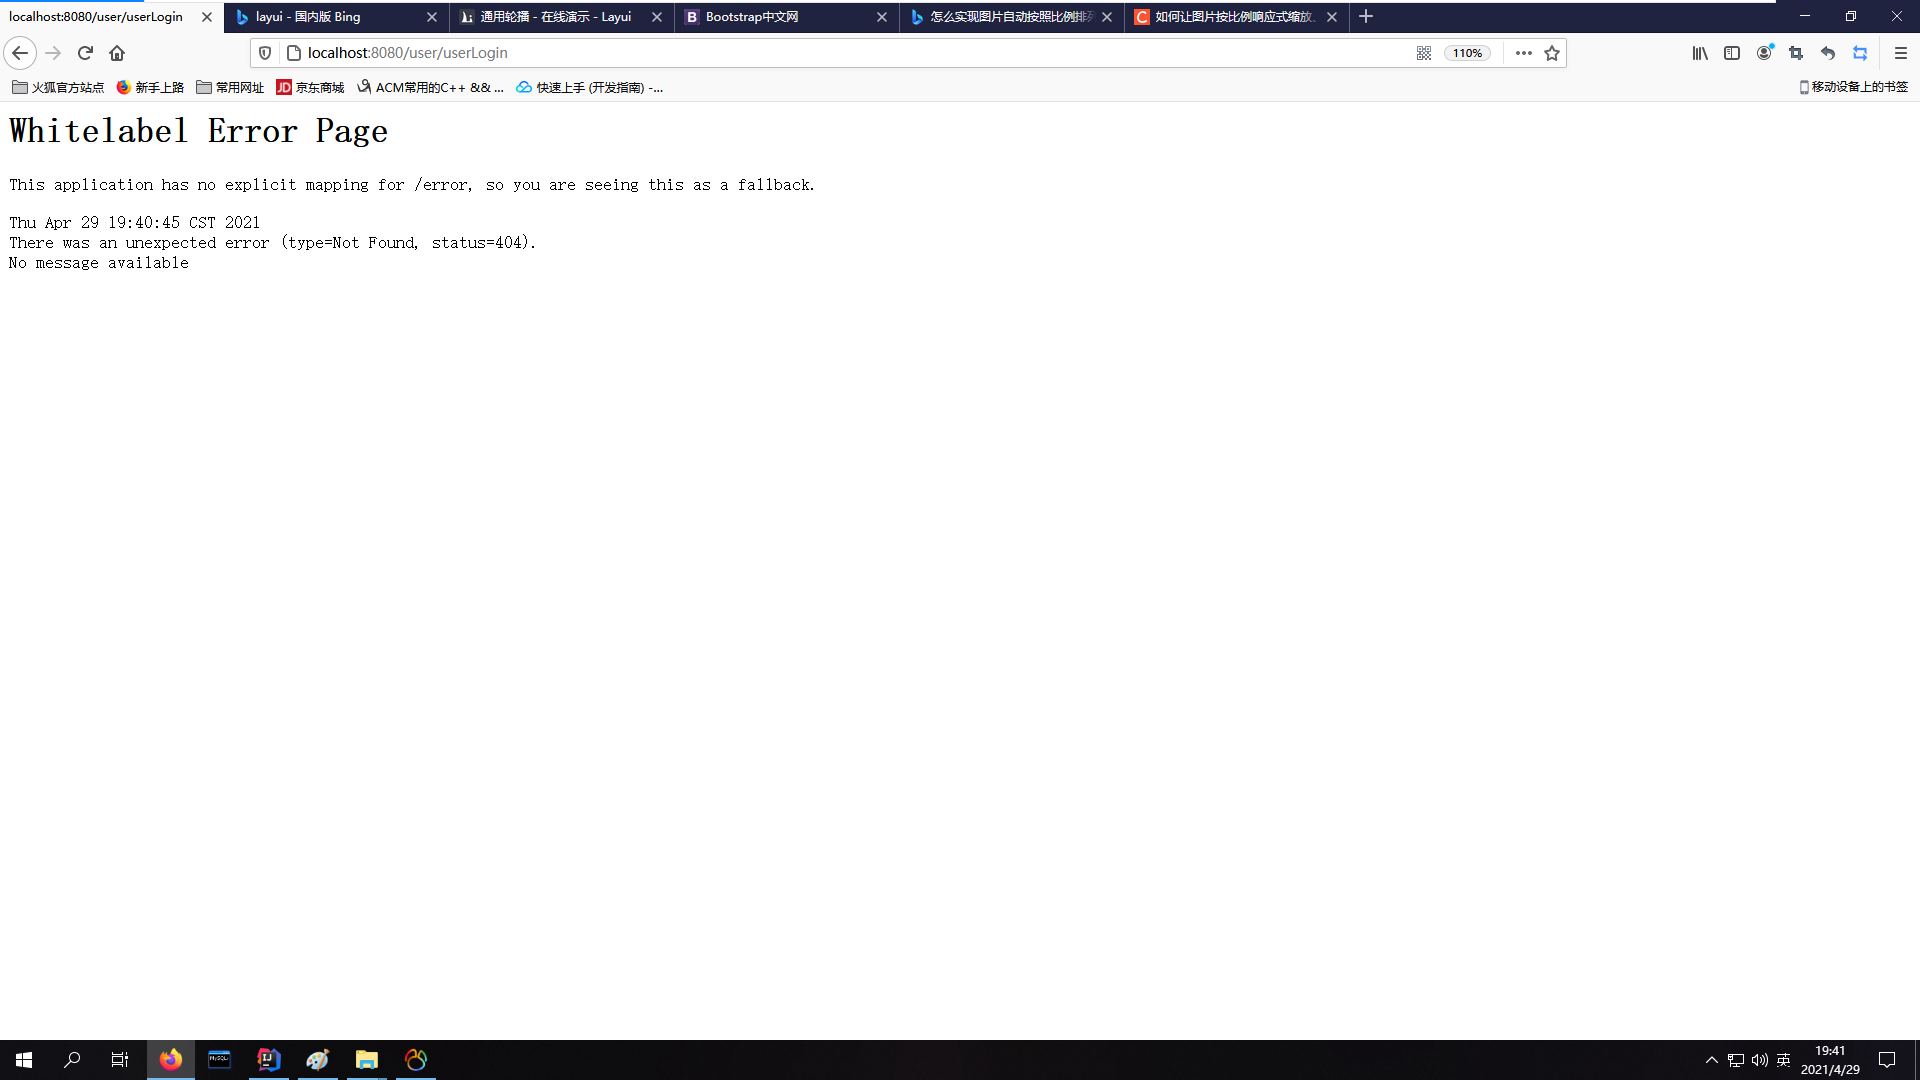 localhost:8080/user/userLogin
layui - 国内版 Bing
通用轮播 - 在线演示 - Layui
Bootstrap中文网
怎么实现图片自动按照比例排
如何让图片按比例响应式缩放
localhost:8080/user/userLogin
110%
火狐官方站点
新手上路
常用网址
JD 京东商城
ACM常用的C++ && ...
快速上手 (开发指南) -...
移动设备上的书签
Whitelabel Error Page
This application has no explicit mapping for /error, so you are seeing this as a fallback.
Thu Apr 29 19:40:45 CST 2021
There was an unexpected error (type=Not Found, status=404).
No message available
英
19:41
2021/4/29